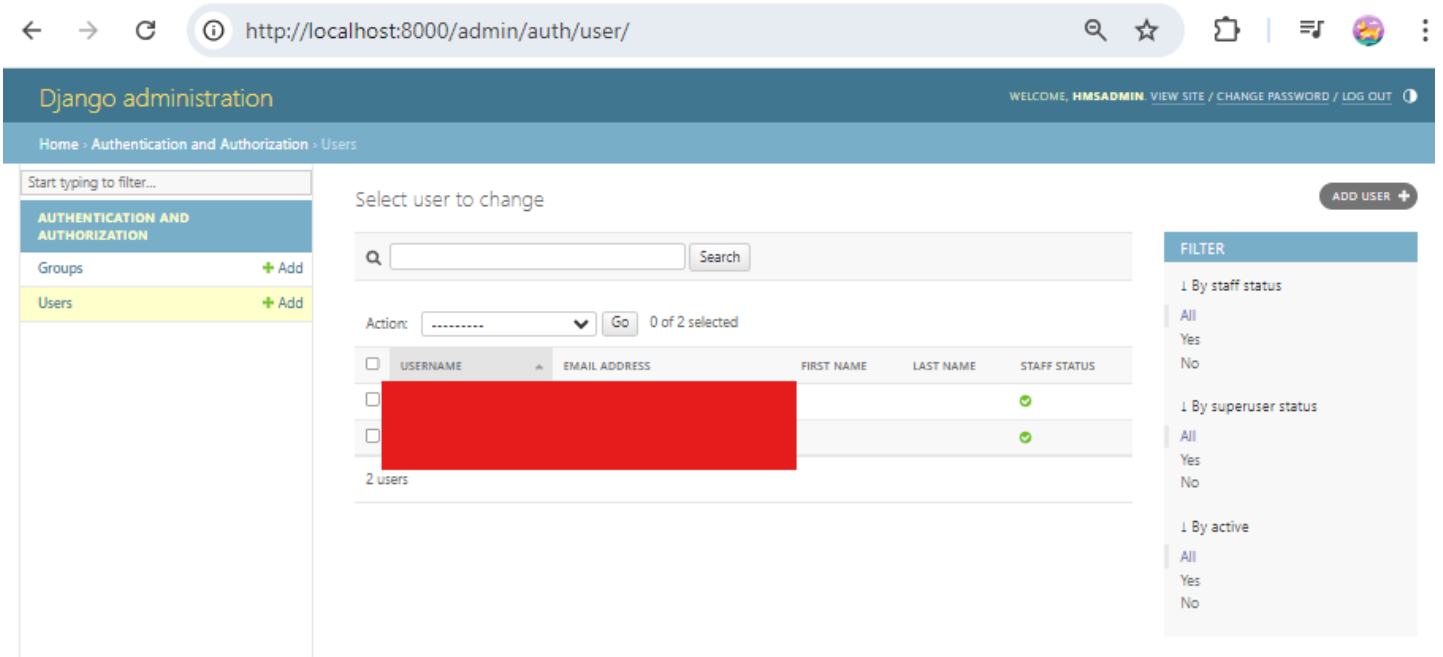 http://localhost:8000/admin/auth/user/
Django administration
WELCOME, HMSADMIN. VIEW SITE / CHANGE PASSWORD / LOG OUT
Home › Authentication and Authorization › Users
Start typing to filter...
AUTHENTICATION AND
AUTHORIZATION
Groups + Add
Users + Add
Select user to change
ADD USER +
Search
Action: --------- Go 0 of 2 selected
USERNAME EMAIL ADDRESS FIRST NAME LAST NAME STAFF STATUS
2 users
FILTER
↓ By staff status
All
Yes
No
↓ By superuser status
All
Yes
No
↓ By active
All
Yes
No